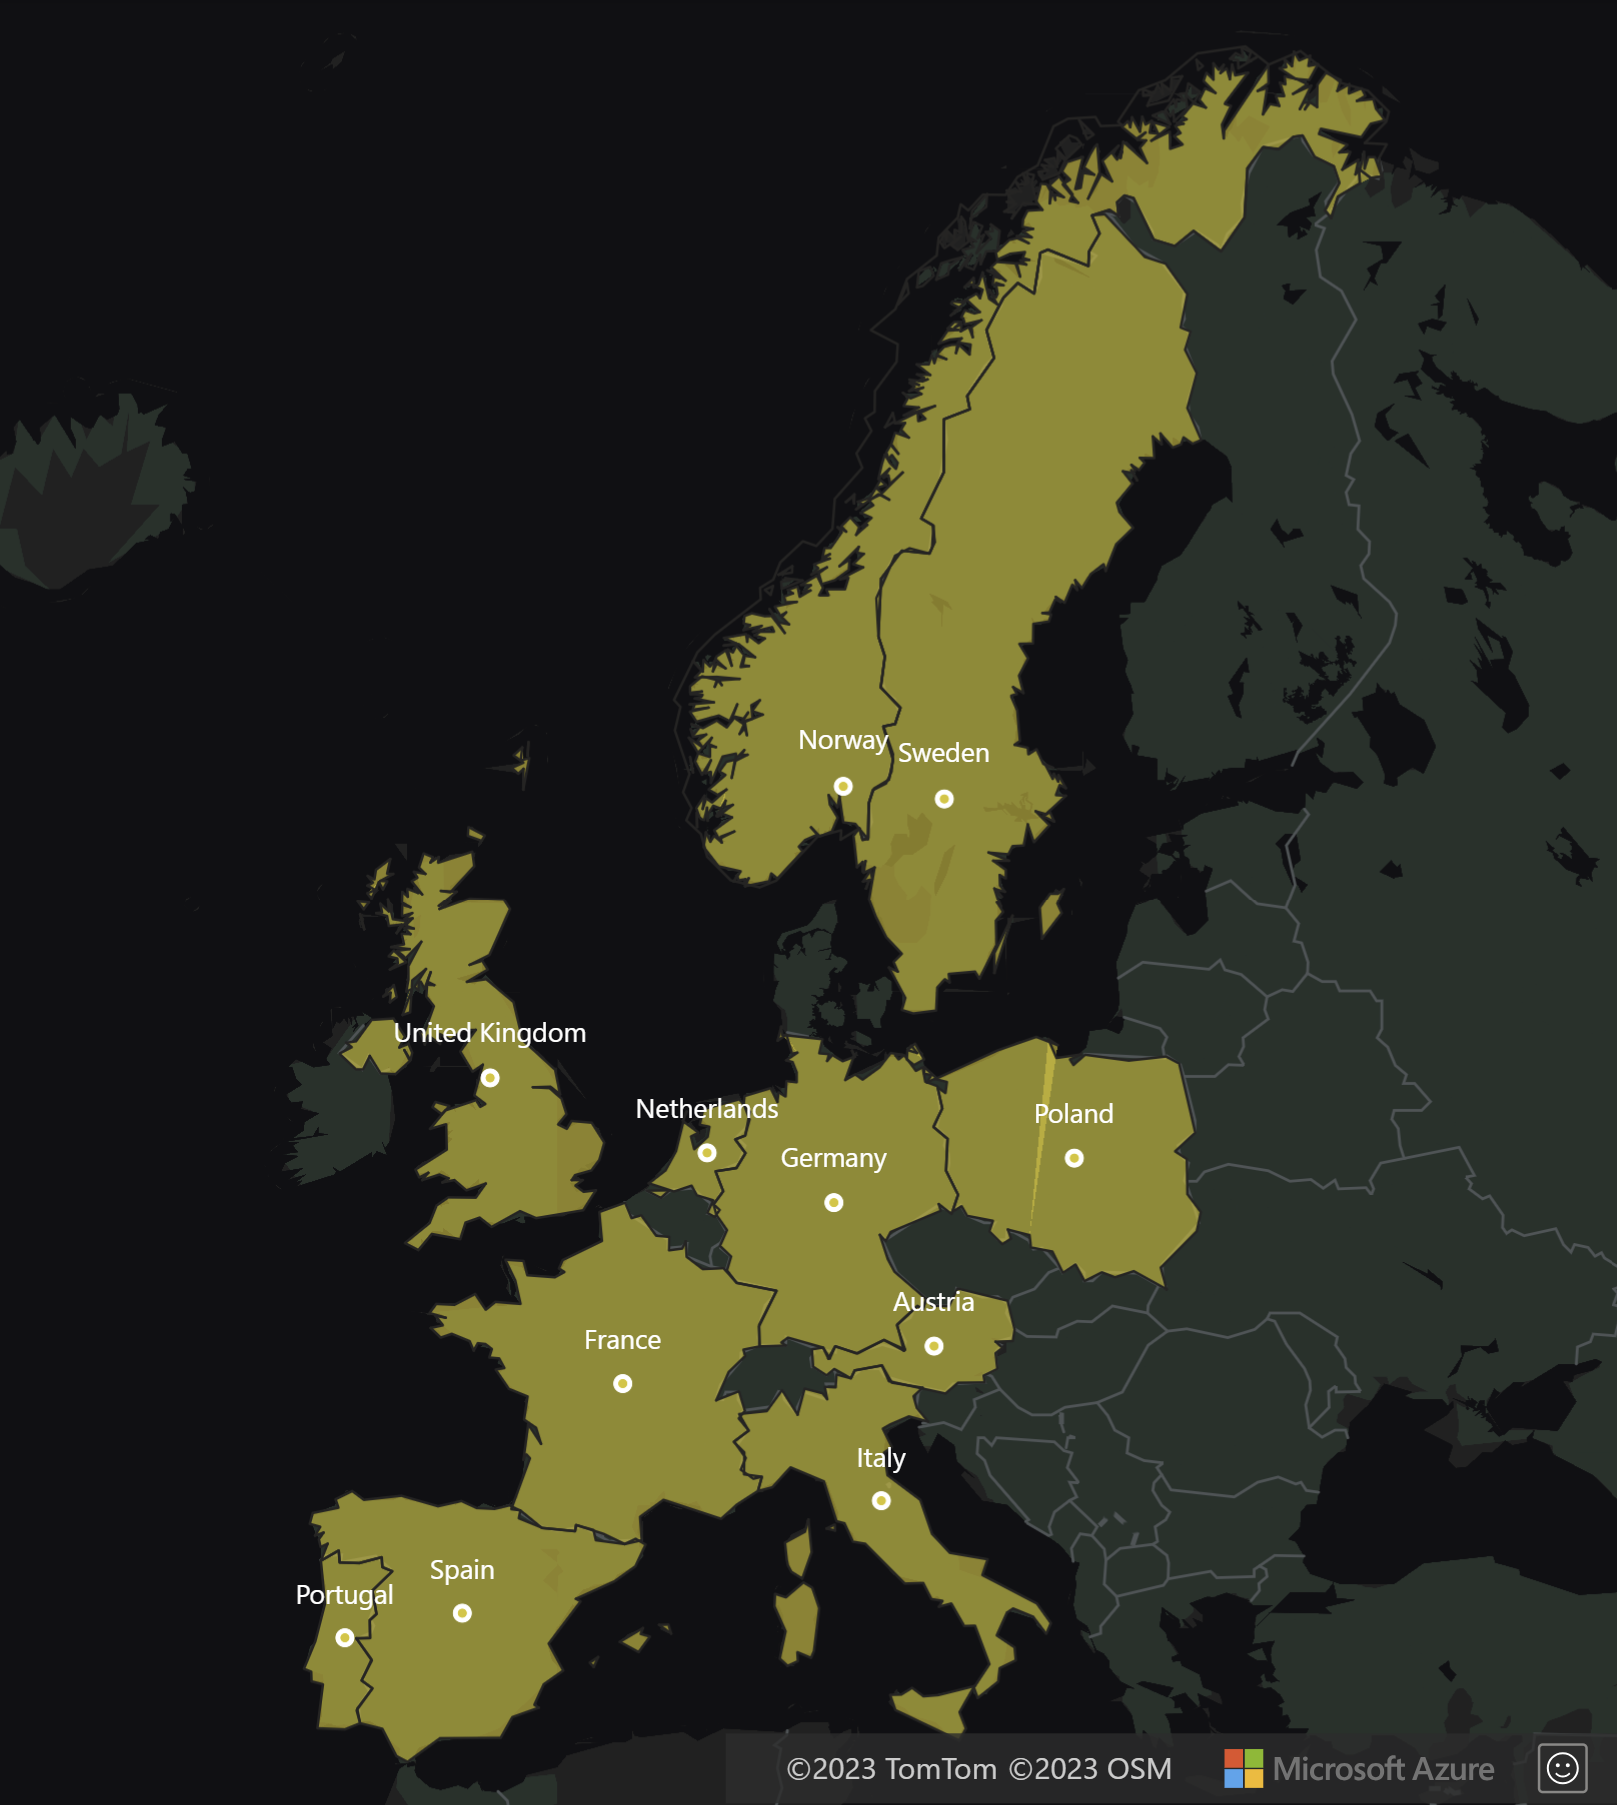 Norway
Sweden
United Kingdom
Netherlands
Poland
Germany
Austria
France
Italy
Spain
Portugal
©2023 TomTom ©2023 OSM
Microsoft Azure